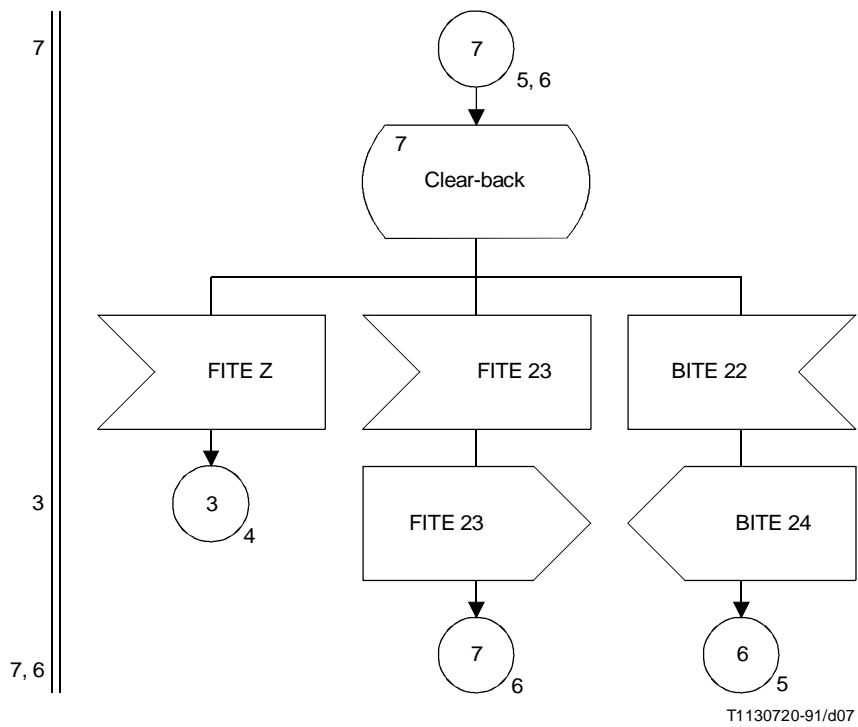 7
7
5, 6
7
Clear-back
FITE Z
FITE 23
BITE 22
3
3
4
FITE 23
BITE 24
7, 6
7
6
6
5
T1130720-91/d07